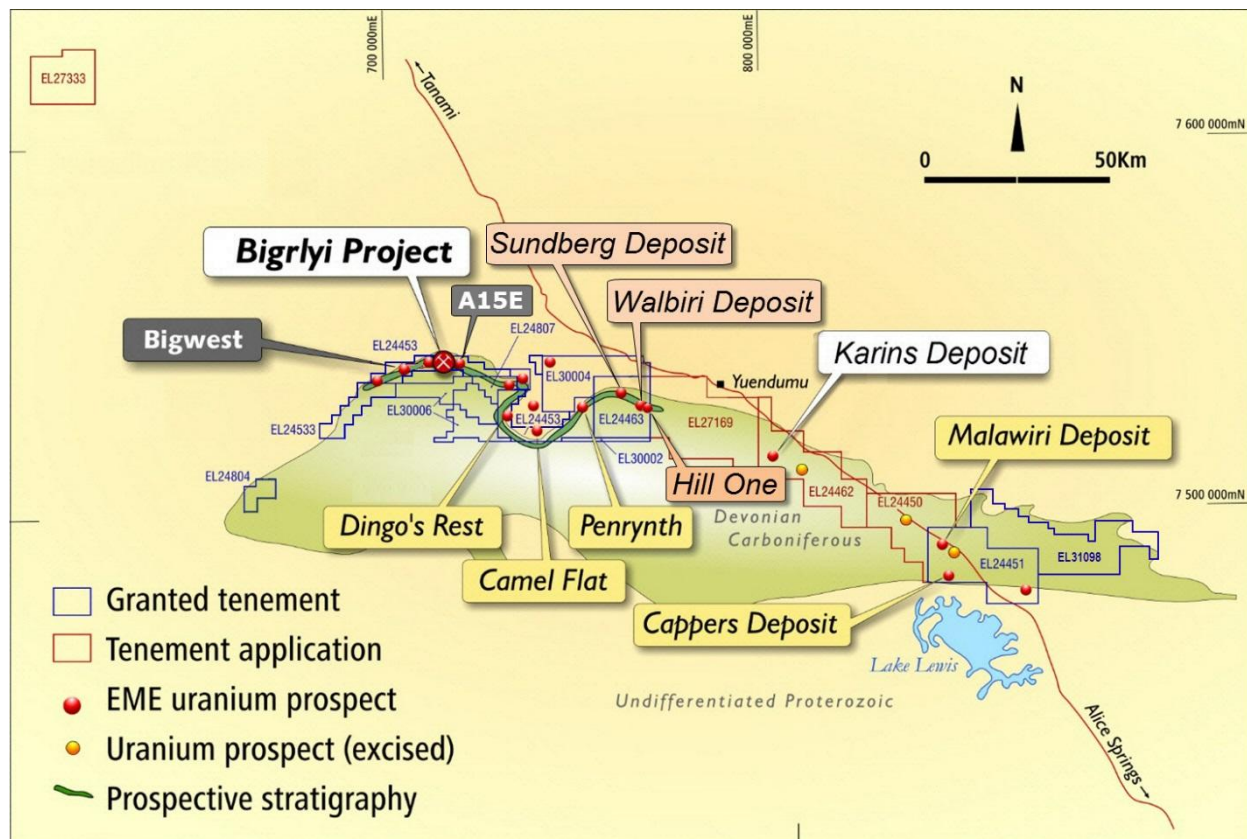 700 000mE
800 000mE
EL27333
Tanami
N
7 600 000mN
0
50Km
Bigrlyi Project
Sundberg Deposit
A15E
Walbiri Deposit
Bigwest
EL24453
EL24807
Karins Deposit
EL30004
Yuendumu
EL30006
EL24453
EL24463
EL27169
EL24533
EL30002
Malawiri Deposit
EL24804
Hill One
EL24462
EL24450
7 500 000mN
Dingo's Rest
Penrynth
Devonian
Carboniferous
EL24451
EL31098
Camel Flat
Cappers Deposit
Granted tenement
Tenement application
Lake Lewis
EME uranium prospect
Undifferentiated Proterozoic
Uranium prospect (excised)
Alice Springs
Prospective stratigraphy